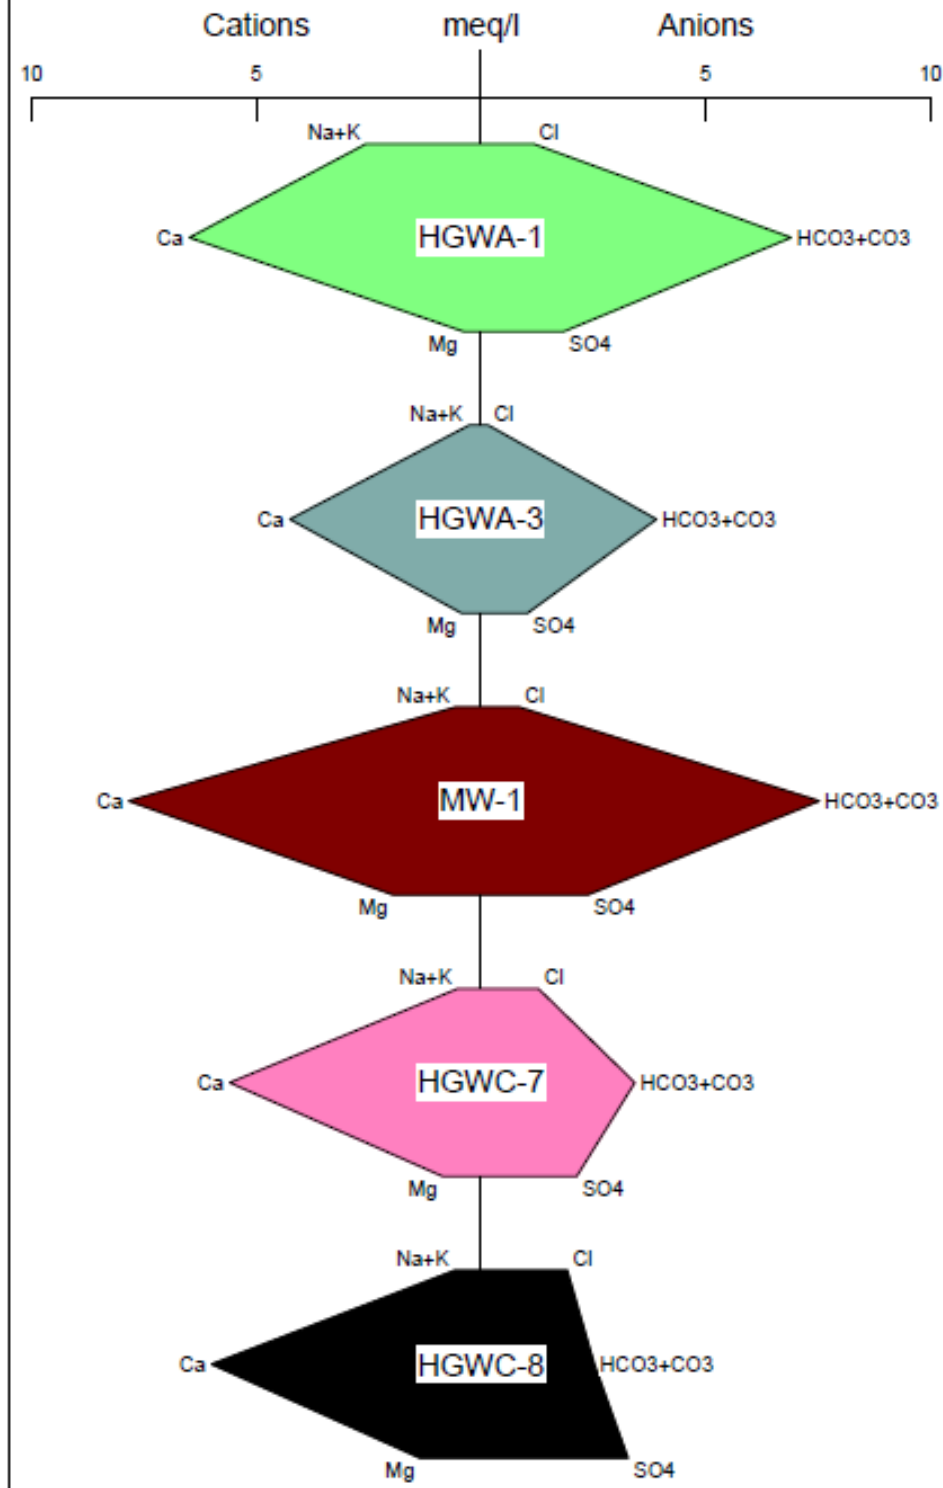 Cations meq/l Anions
10 5 5 10
Na+K Cl
Ca HGWA-1 HCO3+CO3
Mg SO4
Na+K Cl
Ca HGWA-3 HCO3+CO3
Mg SO4
Na+K Cl
Ca MW-1 HCO3+CO3
Mg SO4
Na+K Cl
Ca HGWC-7 HCO3+CO3
Mg SO4
Na+K Cl
Ca HGWC-8 HCO3+CO3
Mg SO4